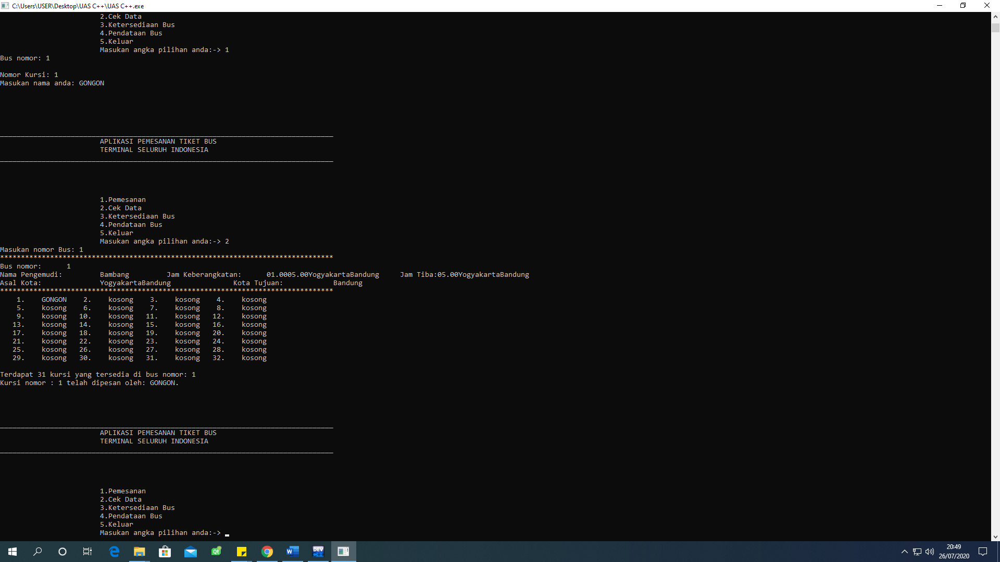 C:\Users\USER\Desktop\UAS C++\UAS C++.exe
2.Cek Data
3.Ketersediaan Bus
4.Pendataan Bus
5.Keluar
Masukan angka pilihan anda:-> 1
Bus nomor: 1
Nomor Kursi: 1
Masukan nama anda: GONGON
APLIKASI PEMESANAN TIKET BUS
TERMINAL SELURUH INDONESIA
1.Pemesanan
2.Cek Data
3.Ketersediaan Bus
4.Pendataan Bus
5.Keluar
Masukan angka pilihan anda:-> 2
Masukan nomor Bus: 1
********************************************************************************
Bus nomor: 1
Nama Pengemudi: Bambang Jam Keberangkatan: 01.0005.00YogyakartaBandung Jam Tiba:05.00YogyakartaBandung
Asal Kota: YogyakartaBandung Kota Tujuan: Bandung
********************************************************************************
1. GONGON 2. kosong 3. kosong 4. kosong
5. kosong 6. kosong 7. kosong 8. kosong
9. kosong 10. kosong 11. kosong 12. kosong
13. kosong 14. kosong 15. kosong 16. kosong
17. kosong 18. kosong 19. kosong 20. kosong
21. kosong 22. kosong 23. kosong 24. kosong
25. kosong 26. kosong 27. kosong 28. kosong
29. kosong 30. kosong 31. kosong 32. kosong
Terdapat 31 kursi yang tersedia di bus nomor: 1
Kursi nomor : 1 telah dipesan oleh: GONGON.
APLIKASI PEMESANAN TIKET BUS
TERMINAL SELURUH INDONESIA
1.Pemesanan
2.Cek Data
3.Ketersediaan Bus
4.Pendataan Bus
5.Keluar
Masukan angka pilihan anda:->
Qt
W
DEV
C++
20:49
26/07/2020